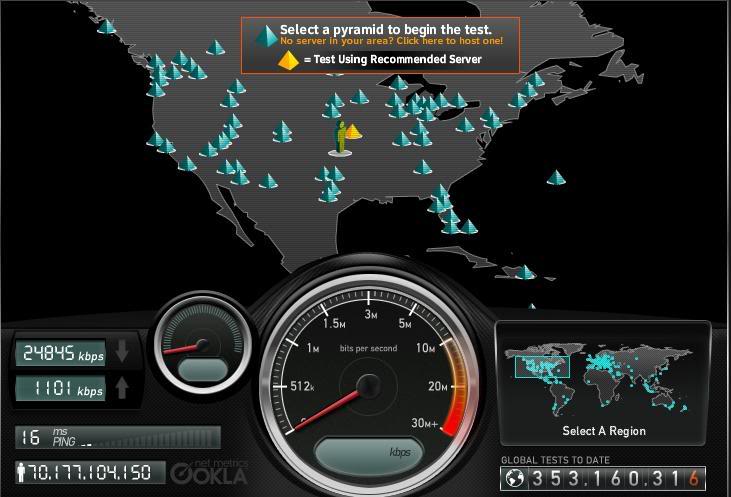 Select a pyramid to begin the test.
No server in your area? Click here to host one!
= Test Using Recommended Server
24845 kbps
1101 kbps
16 ms PING
70.177.104.150
net metrics
OOKLA
0
512k
1M
1.5M
3M
5M
10M
20M
30M+
bits per second
kbps
Select A Region
GLOBAL TESTS TO DATE
353,160,316